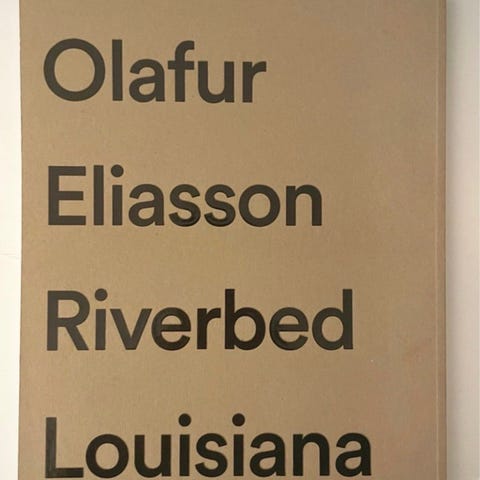 Olafur
Eliasson
Riverbed
Louisiana